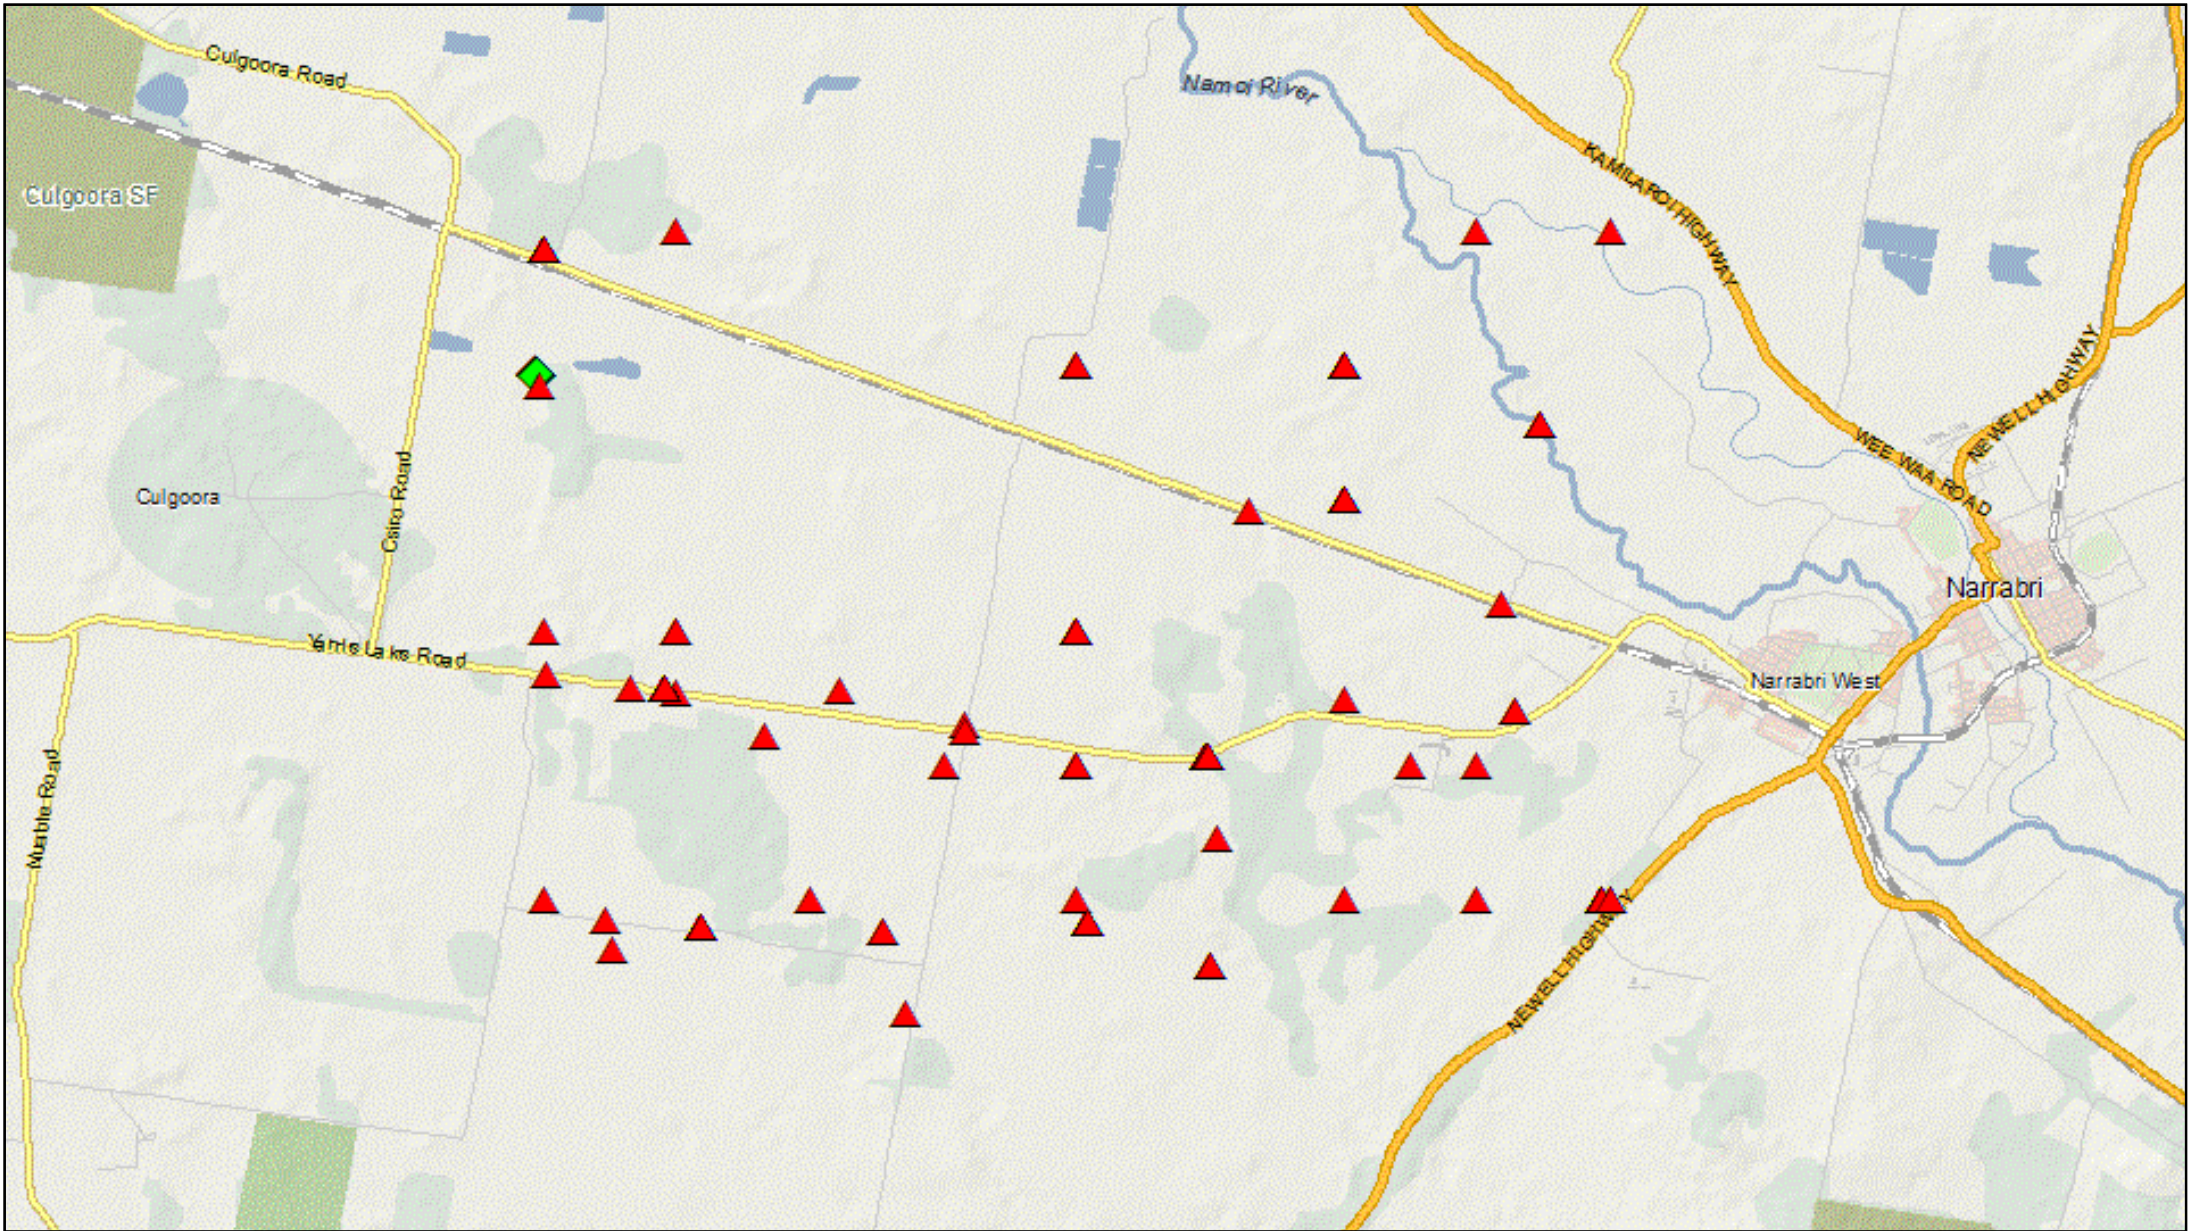 Culgoora Road
Namoi River
KAMILAROI HIGHWAY
Culgoora SF
NEWELL HIGHWAY
WEE WAA ROAD
Culgoora
Csiro Road
Narrabri
Yarrie Lake Road
Narrabri West
Road
NEWELL HIGHWAY